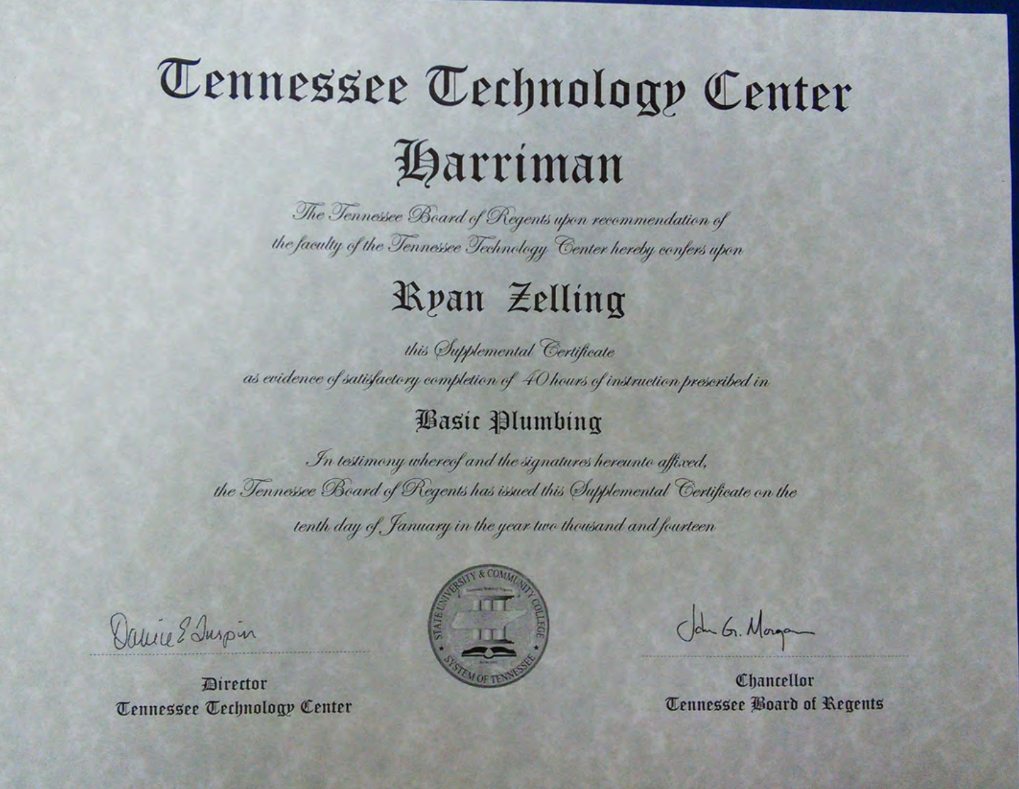 Tennessee Technology Center
Harriman
The Tennessee Board of Regents upon recommendation of
the faculty of the Tennessee Technology Center hereby confers upon
Ryan Zelling
this Supplemental Certificate
as evidence of satisfactory completion of 40 hours of instruction prescribed in
Basic Plumbing
In testimony whereof and the signatures hereunto affixed,
the Tennessee Board of Regents has issued this Supplemental Certificate on the
tenth day of January in the year two thousand and fourteen
STATE UNIVERSITY & COMMUNITY COLLEGE
SYSTEM OF TENNESSEE
John G. Morgan
Director
Tennessee Technology Center
Chancellor
Tennessee Board of Regents